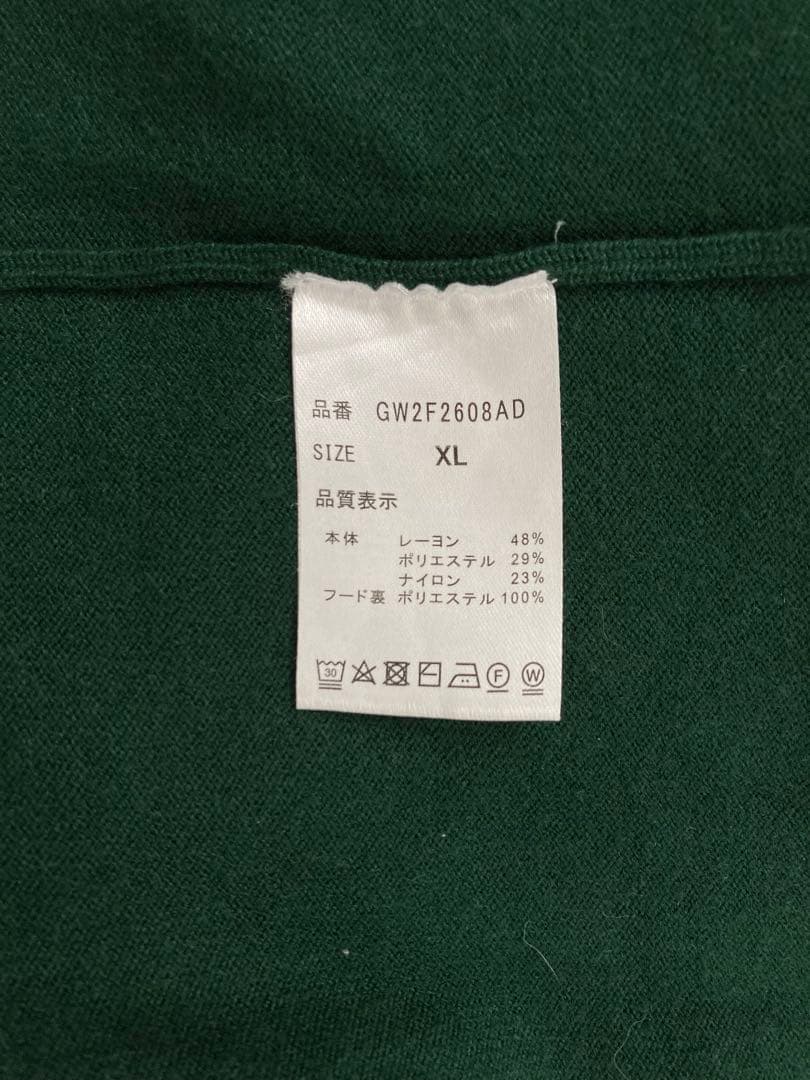 品番 GW2F2608AD
SIZE XL
品質表示
本体 レーヨン 48%
ポリエステル 29%
ナイロン 23%
フード裏 ポリエステル 100%
30 F W